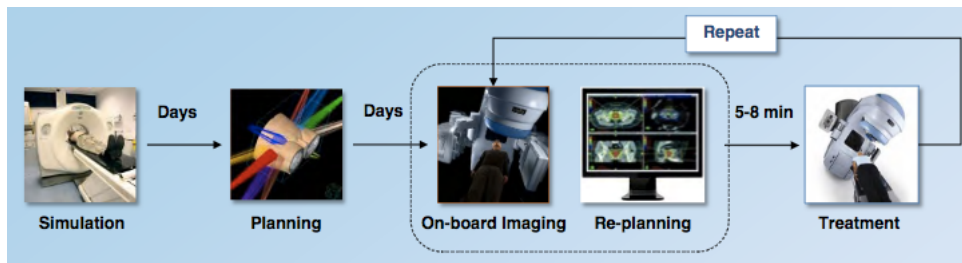 Repeat
Days
Days
5-8 min
Simulation
Planning
On-board Imaging
Re-planning
Treatment